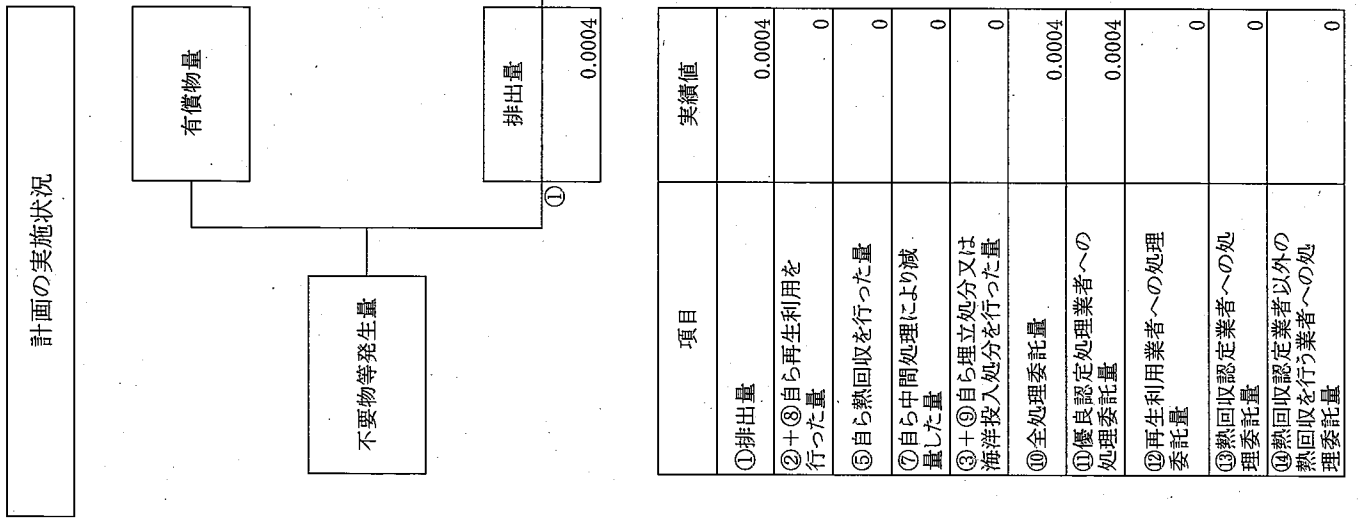 計画の実施状況
有償物量
不要物等発生量
排出量
①
0.0004
項目
実績値
①排出量
0.0004
②+⑧自ら再生利用を
行った量
0
⑤自ら熱回収を行った量
0
⑦自ら中間処理により減
量した量
0
③+⑨自ら埋立処分又は
海洋投入処分を行った量
0
⑩全処理委託量
0.0004
⑪優良認定処理業者への
処理委託量
0.0004
⑫再生利用業者への処理
委託量
0
⑬熱回収認定業者への処
理委託量
0
⑭熱回収認定業者以外の
熱回収を行う業者への処
理委託量
0